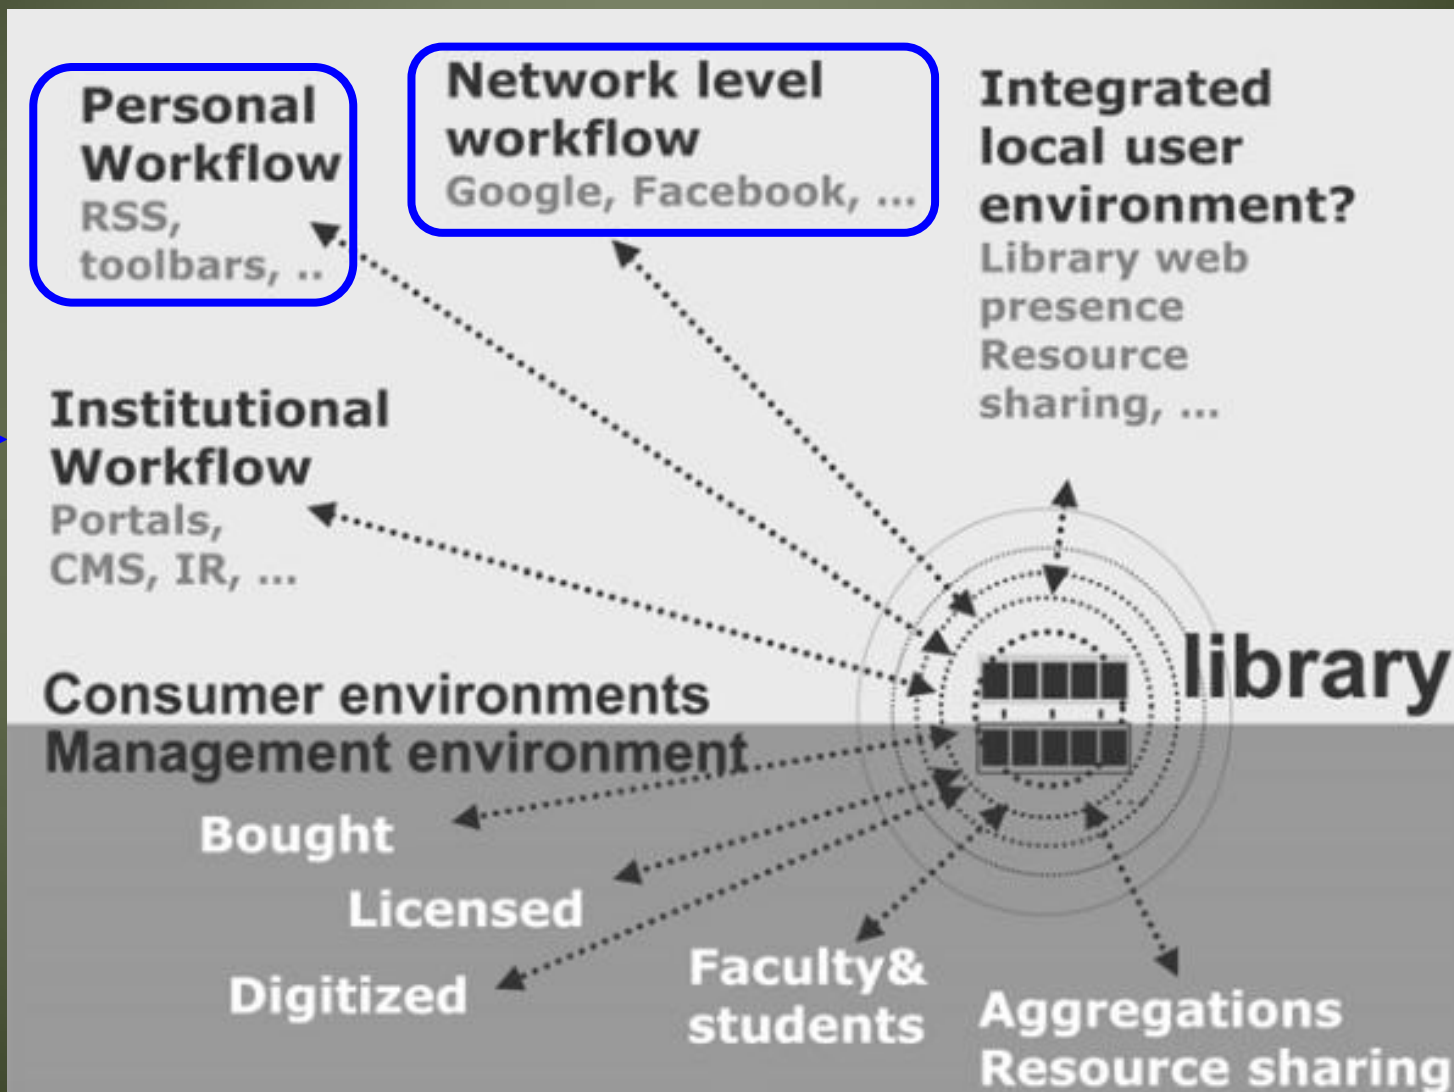 Personal
Workflow
RSS,
toolbars, ..
Network level
workflow
Google, Facebook, ...
Integrated
local user
environment?
Library web
presence
Resource
sharing, ...
Institutional
Workflow
Portals,
CMS, IR, ...
library
Consumer environments
Management environment
Bought
Licensed
Digitized
Faculty&
students
Aggregations
Resource sharing